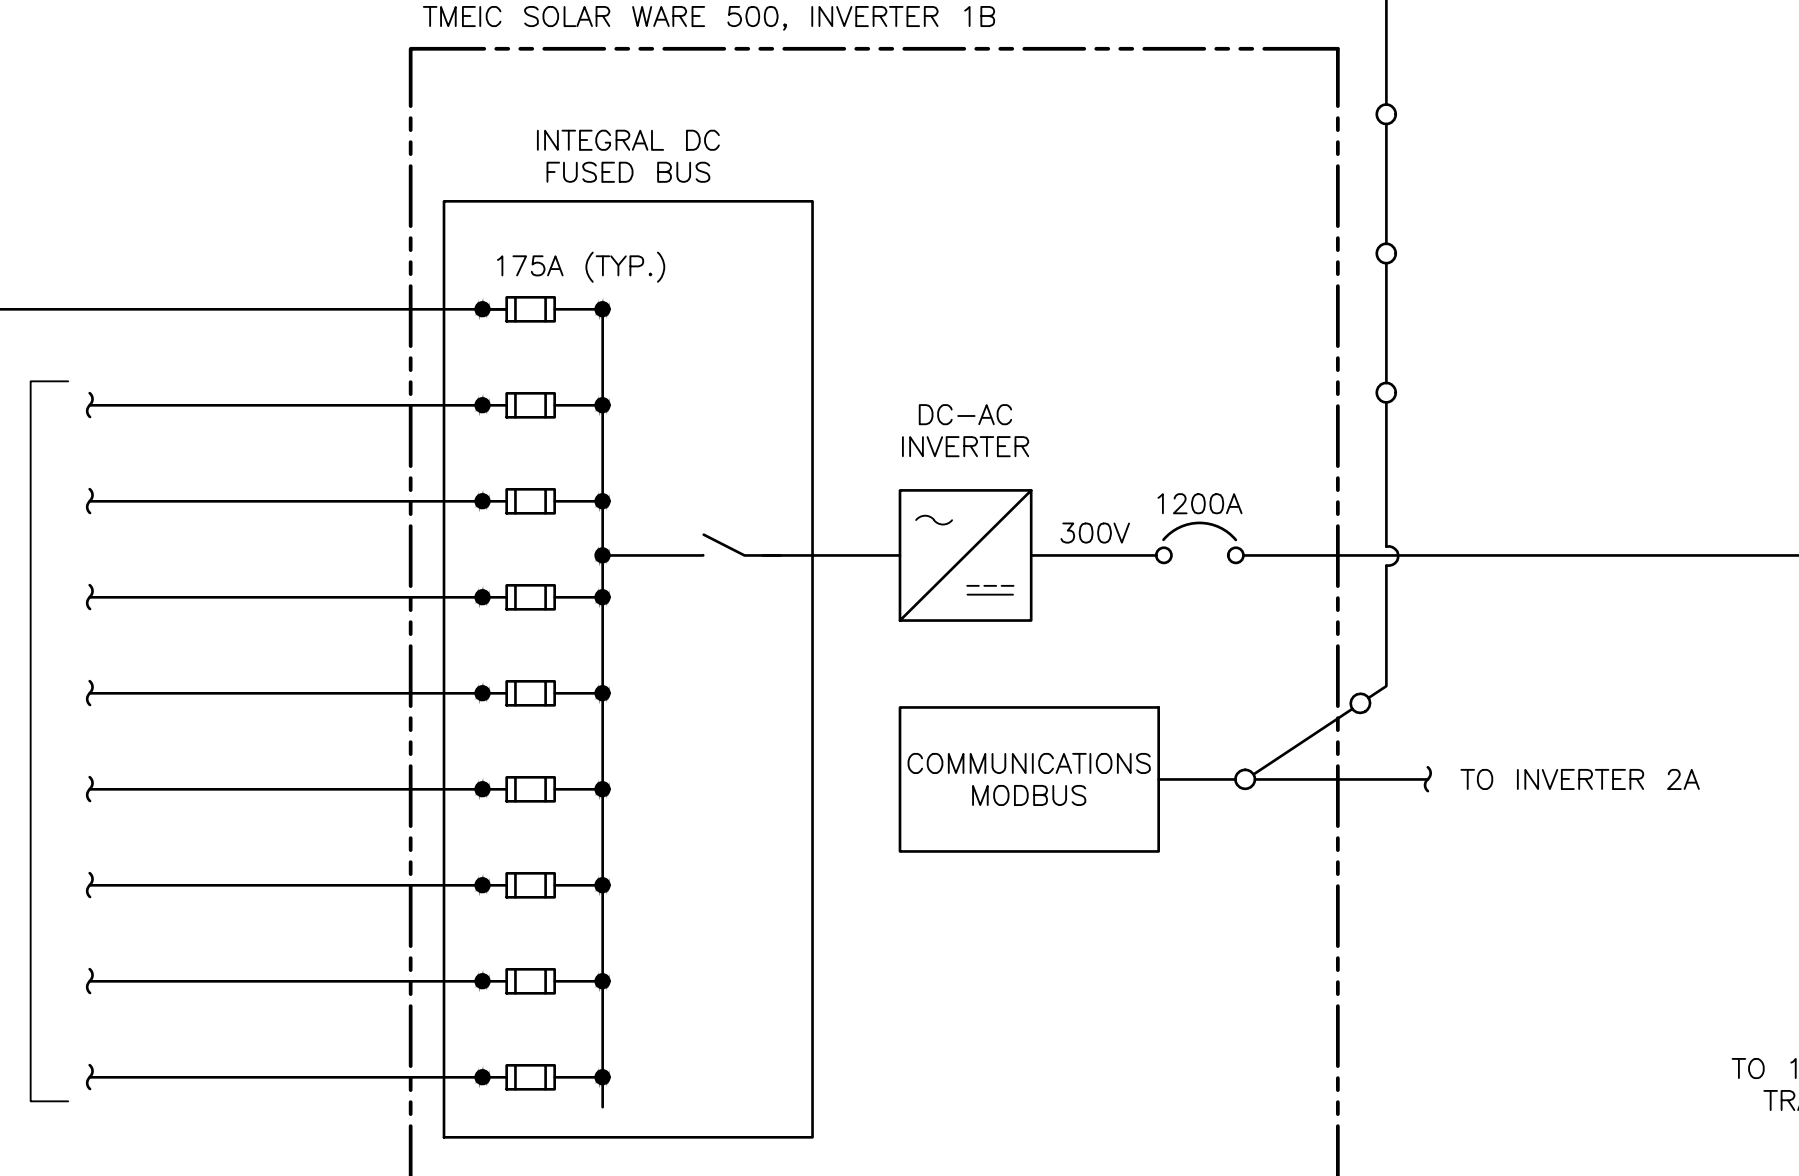 TMEIC SOLAR WARE 500, INVERTER 1B
INTEGRAL DC
FUSED BUS
175A (TYP.)
DC-AC
INVERTER
300V
1200A
COMMUNICATIONS
MODBUS
TO INVERTER 2A
TO 1